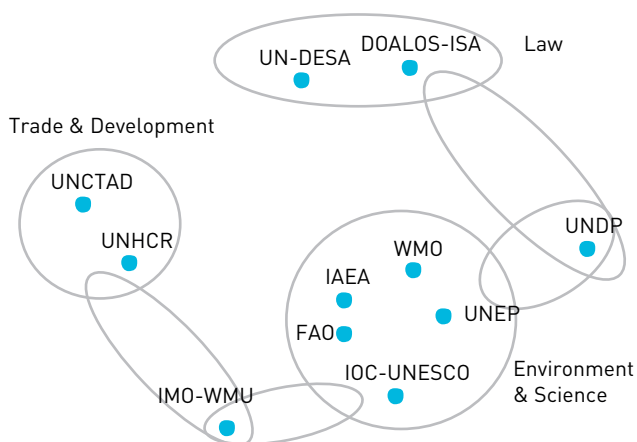 DOALOS-ISA
Law
UN-DESA
Trade & Development
UNCTAD
UNHCR
UNDP
WMO
IAEA
UNEP
FAO
IOC-UNESCO
Environment
& Science
IMO-WMU